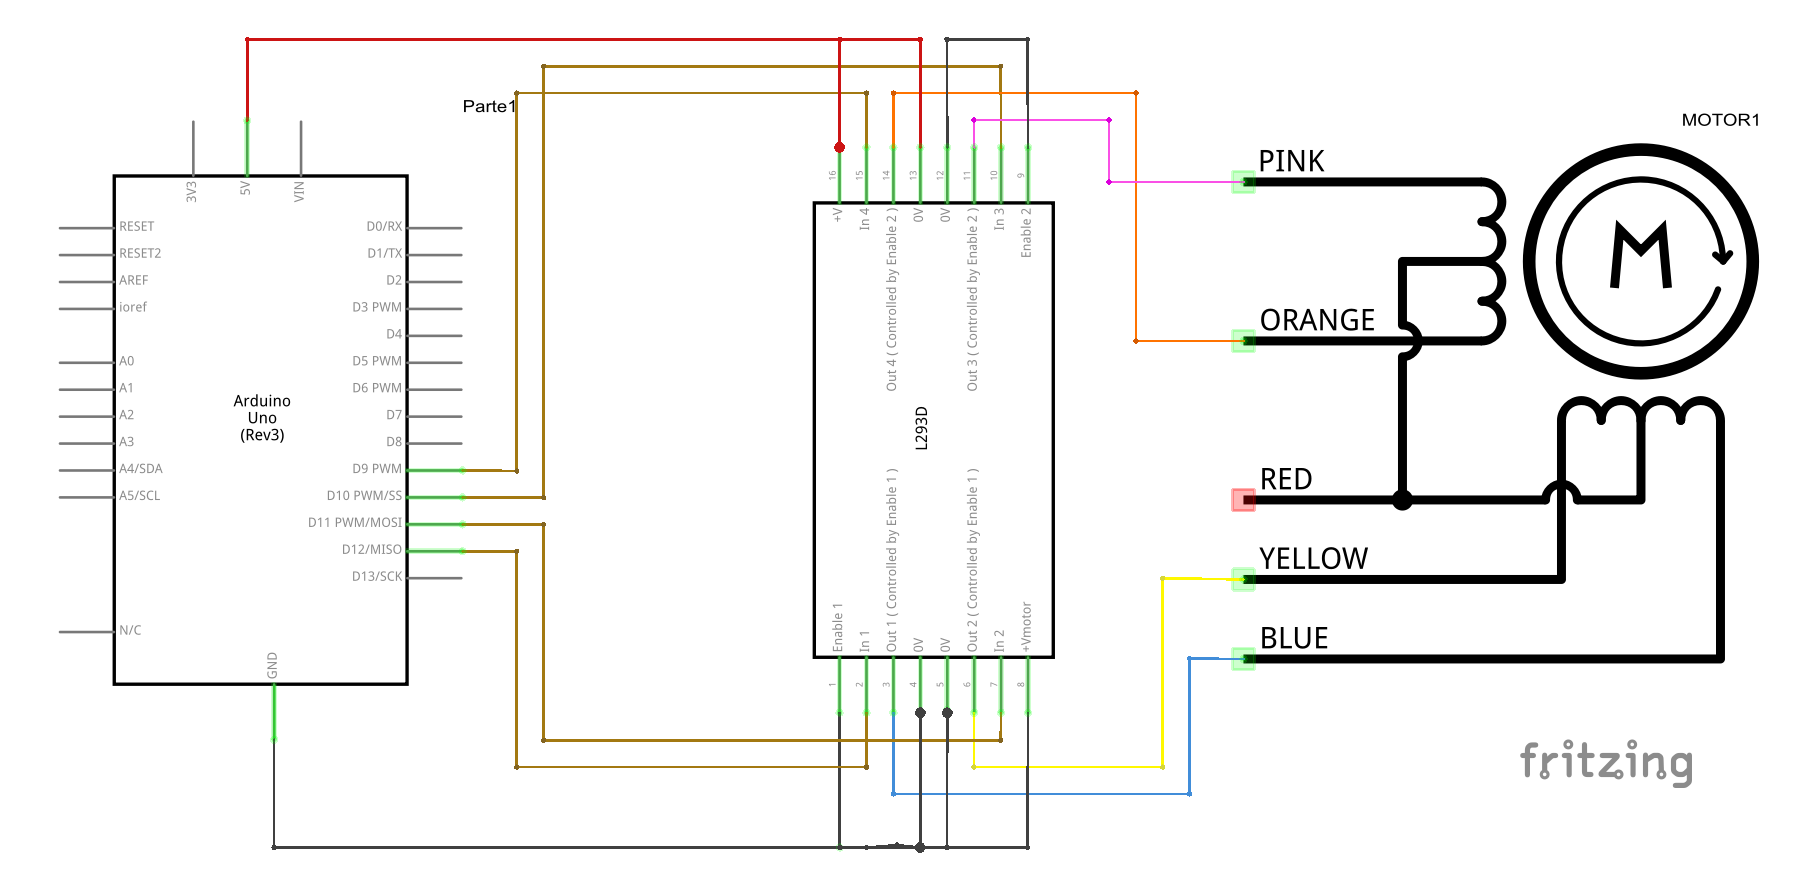 Parte1
MOTOR1
3V3
5V
VIN
RESET
RESET2
AREF
ioref
A0
A1
A2
A3
A4/SDA
A5/SCL
N/C
Arduino
Uno
(Rev3)
D0/RX
D1/TX
D2
D3 PWM
D4
D5 PWM
D6 PWM
D7
D8
D9 PWM
D10 PWM/SS
D11 PWM/MOSI
D12/MISO
D13/SCK
GND
16
15
14
13
12
11
10
9
+V
In 4
Out 4 ( Controlled by Enable 2 )
0V
0V
Out 3 ( Controlled by Enable 2 )
In 3
Enable 2
L293D
Enable 1
In 1
Out 1 ( Controlled by Enable 1 )
0V
0V
Out 2 ( Controlled by Enable 1 )
In 2
+Vmotor
1
2
3
4
5
6
7
8
PINK
ORANGE
RED
YELLOW
BLUE
M
fritzing